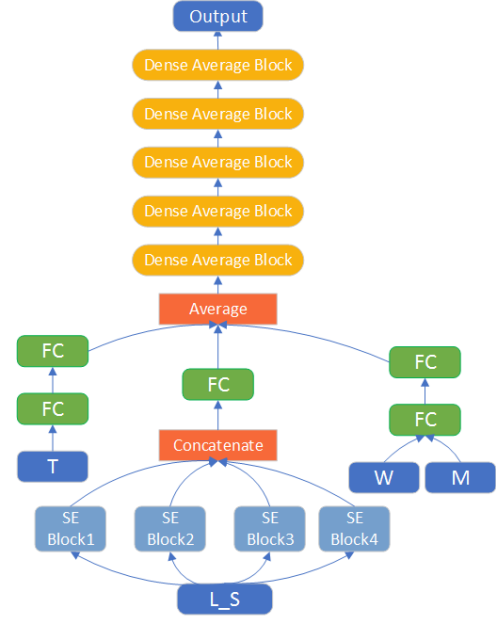 Output
Dense Average Block
Dense Average Block
Dense Average Block
Dense Average Block
Dense Average Block
Average
FC
FC
FC
FC
FC
Concatenate
T
W
M
SE
Block1
SE
Block2
SE
Block3
SE
Block4
L_S